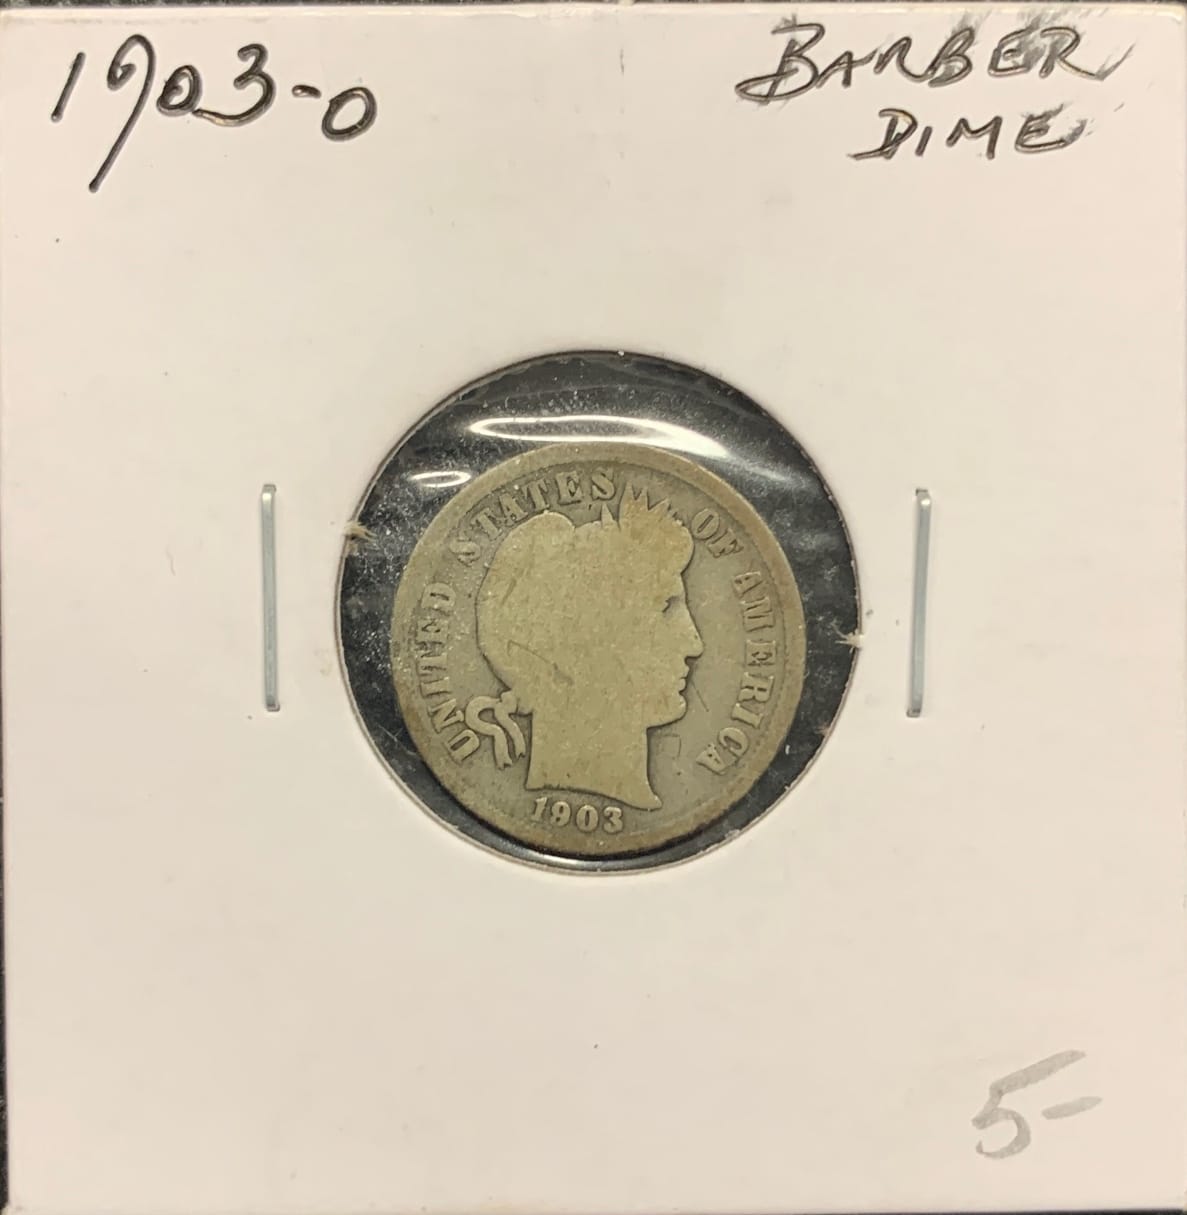 1903-O
BARBER
DIME
UNITED STATES OF AMERICA
1903
5-